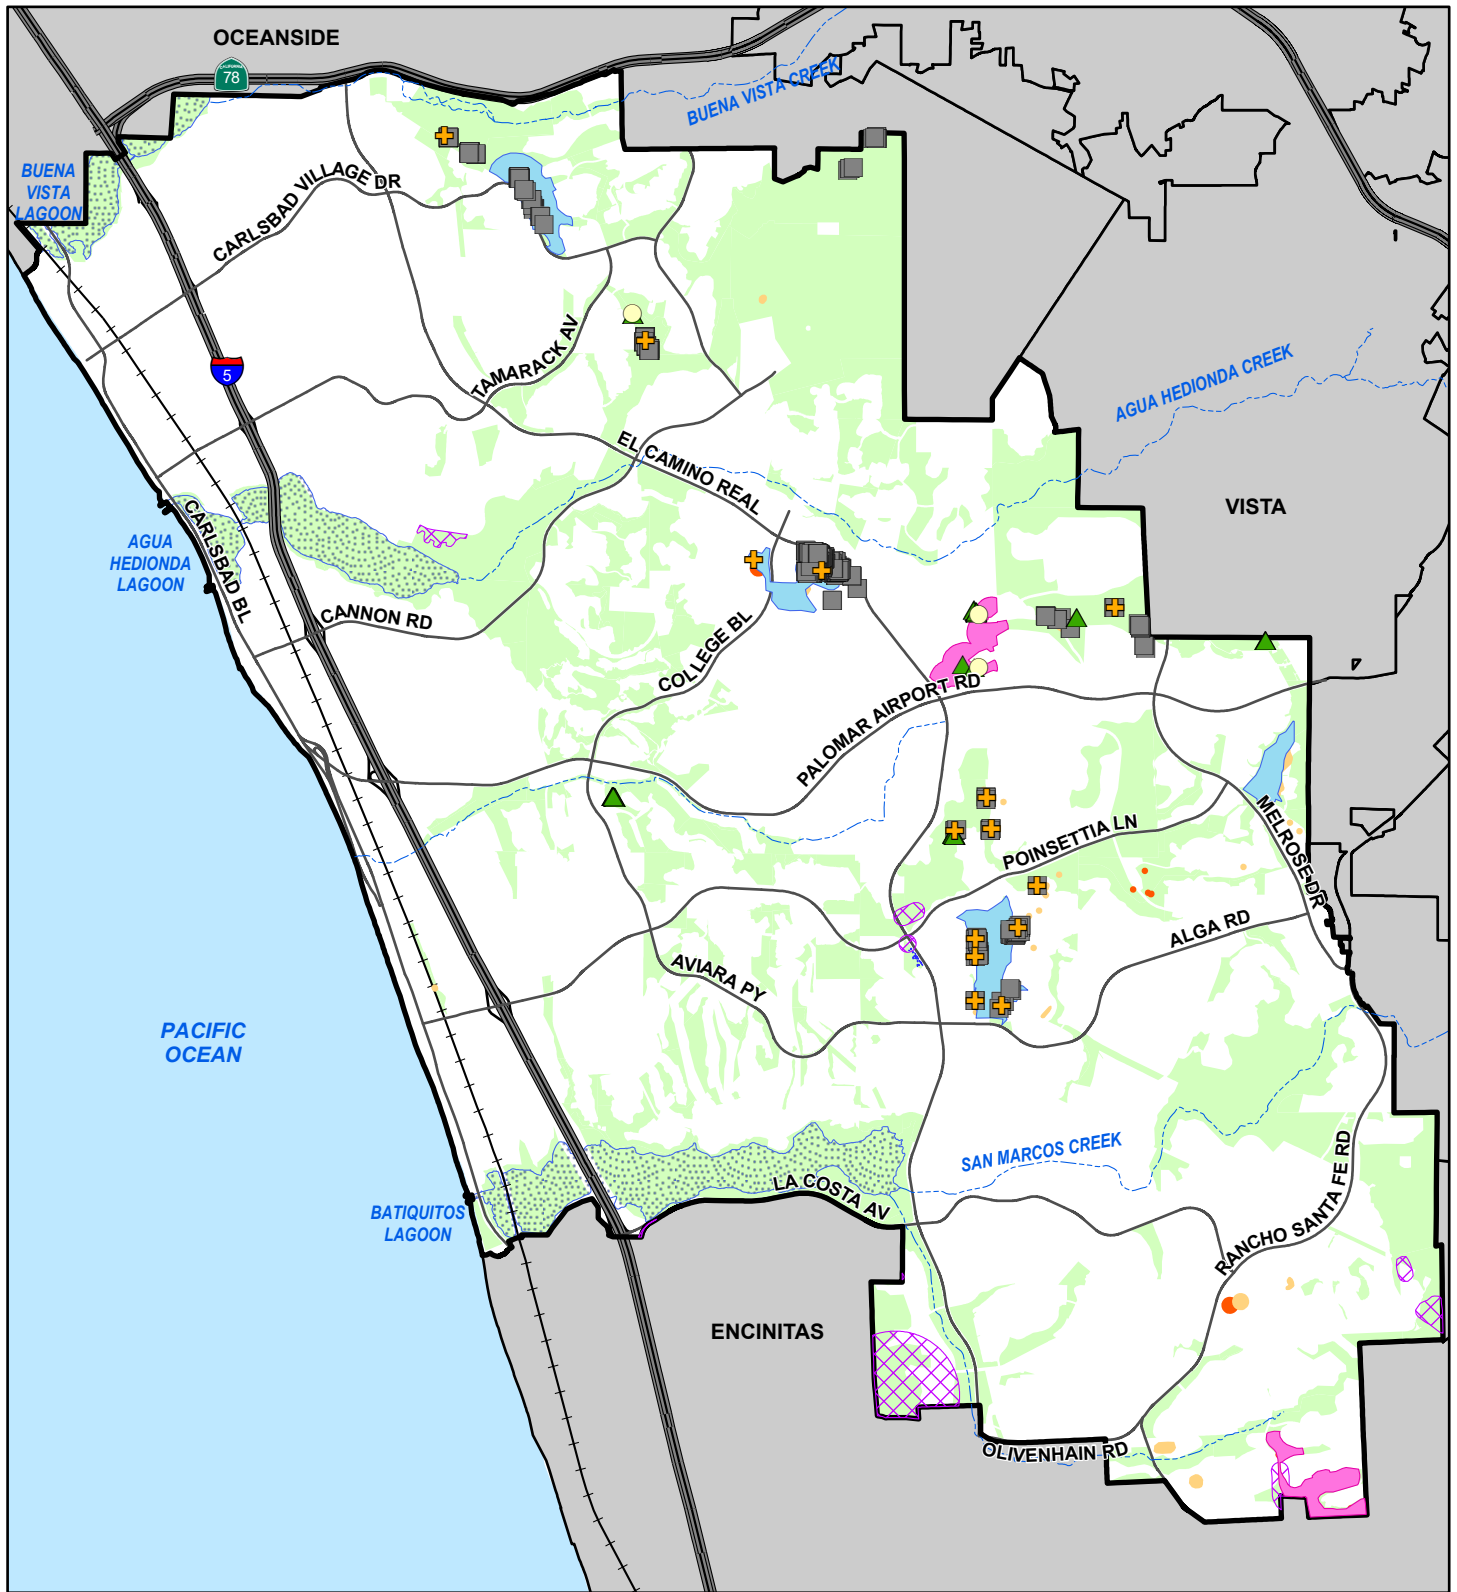 OCEANSIDE
CALIFORNIA
78
BUENA VISTA CREEK
BUENA
VISTA
LAGOON
CARLSBAD VILLAGE DR
TAMARACK AV
5
AGUA HEDIONDA CREEK
EL CAMINO REAL
VISTA
CARLSBAD BL
AGUA
HEDIONDA
LAGOON
CANNON RD
COLLEGE BL
PALOMAR AIRPORT RD
MELROSE DR
POINSETTIA LN
ALGA RD
AVIARA PY
PACIFIC
OCEAN
SAN MARCOS CREEK
LA COSTA AV
RANCHO SANTA FE RD
BATIQUITOS
LAGOON
ENCINITAS
OLIVENHAIN RD